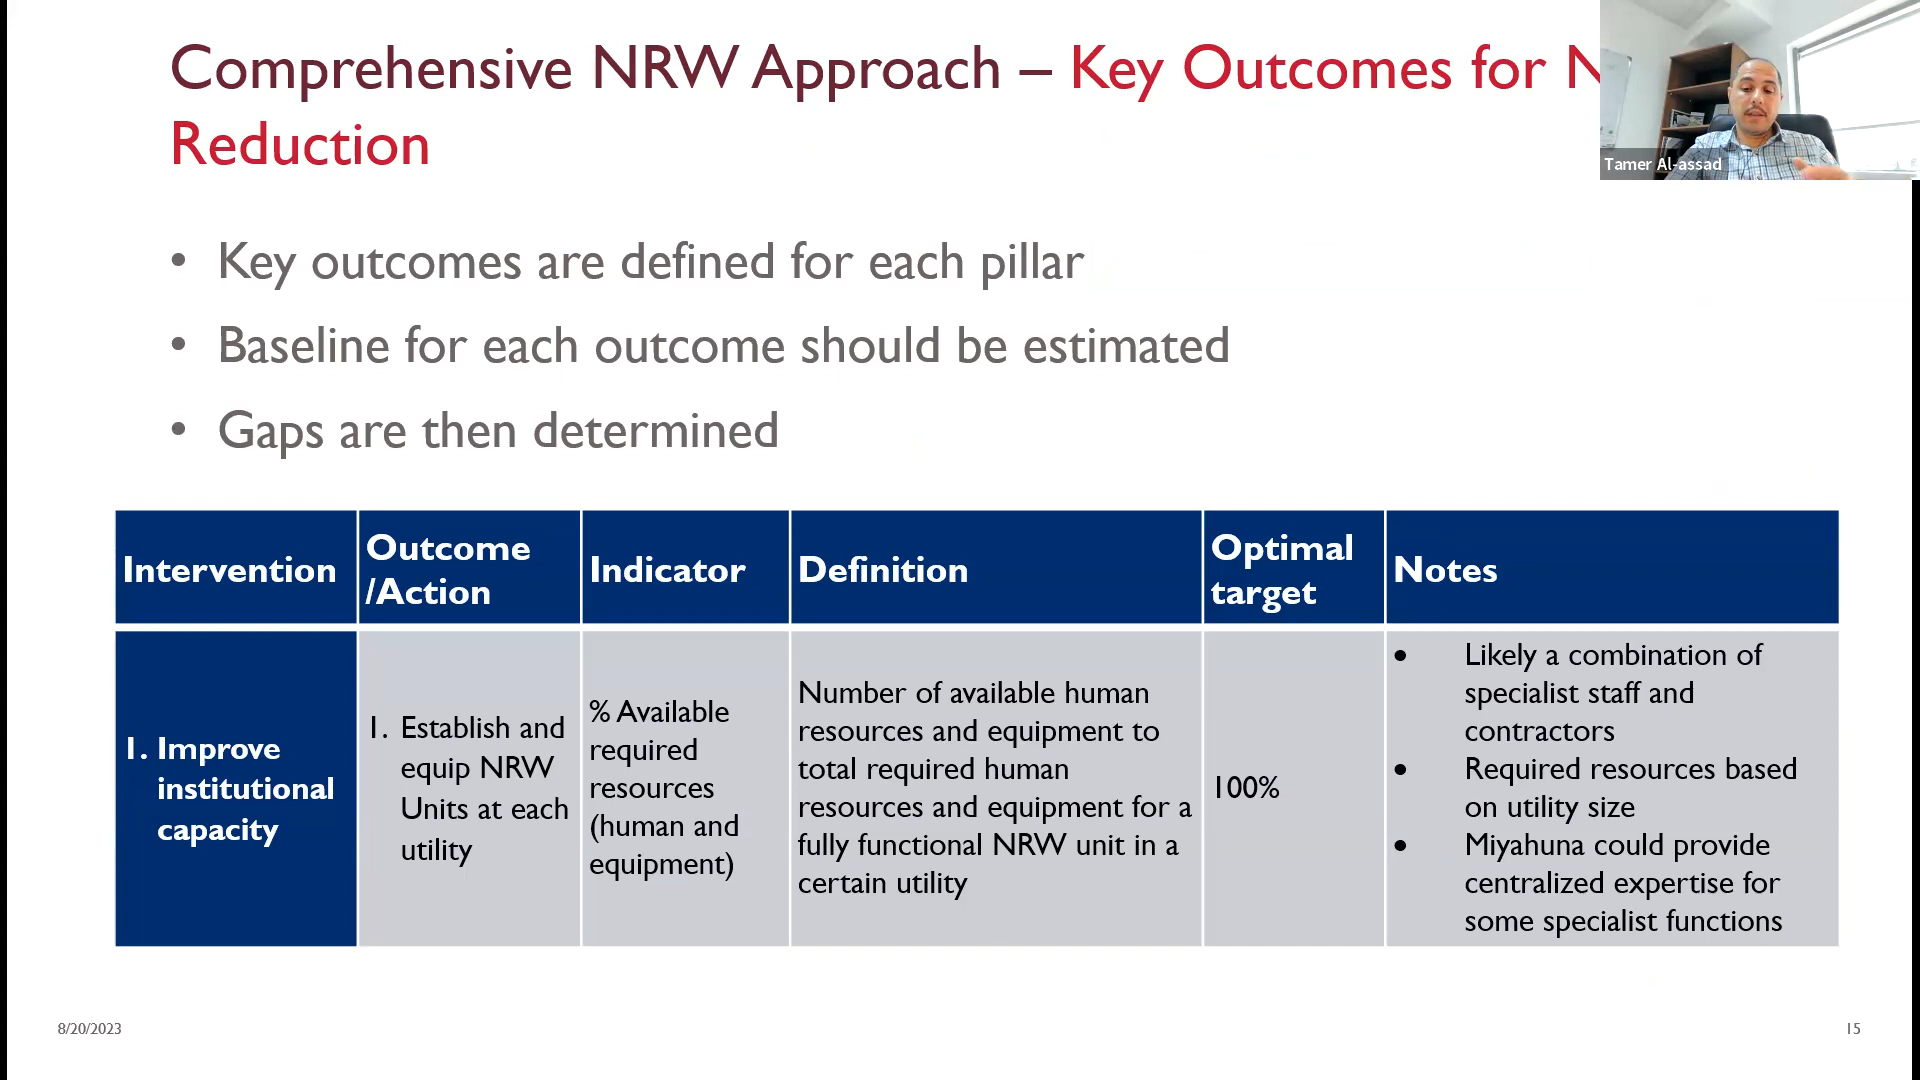 Comprehensive NRW Approach – Key Outcomes for
Reduction
Tamer Al-assad
• Key outcomes are defined for each pillar
• Baseline for each outcome should be estimated
• Gaps are then determined
Intervention
Outcome
/Action
Indicator
Definition
Optimal
target
Notes
1. Improve
institutional
capacity
1. Establish and
equip NRW
Units at each
utility
% Available
required
resources
(human and
equipment)
Number of available human
resources and equipment to
total required human
resources and equipment for a
fully functional NRW unit in a
certain utility
100%
• Likely a combination of
specialist staff and
contractors
• Required resources based
on utility size
• Miyahuna could provide
centralized expertise for
some specialist functions
8/20/2023
15